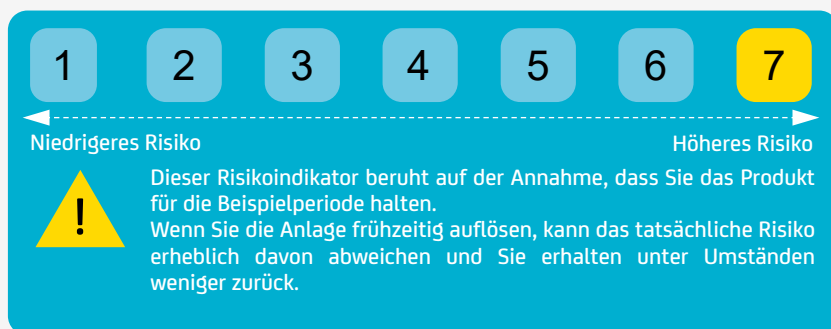 1 2 3 4 5 6 7
Niedrigeres Risiko Höheres Risiko
!
Dieser Risikoindikator beruht auf der Annahme, dass Sie das Produkt
für die Beispielperiode halten.
Wenn Sie die Anlage frühzeitig auflösen, kann das tatsächliche Risiko
erheblich davon abweichen und Sie erhalten unter Umständen
weniger zurück.